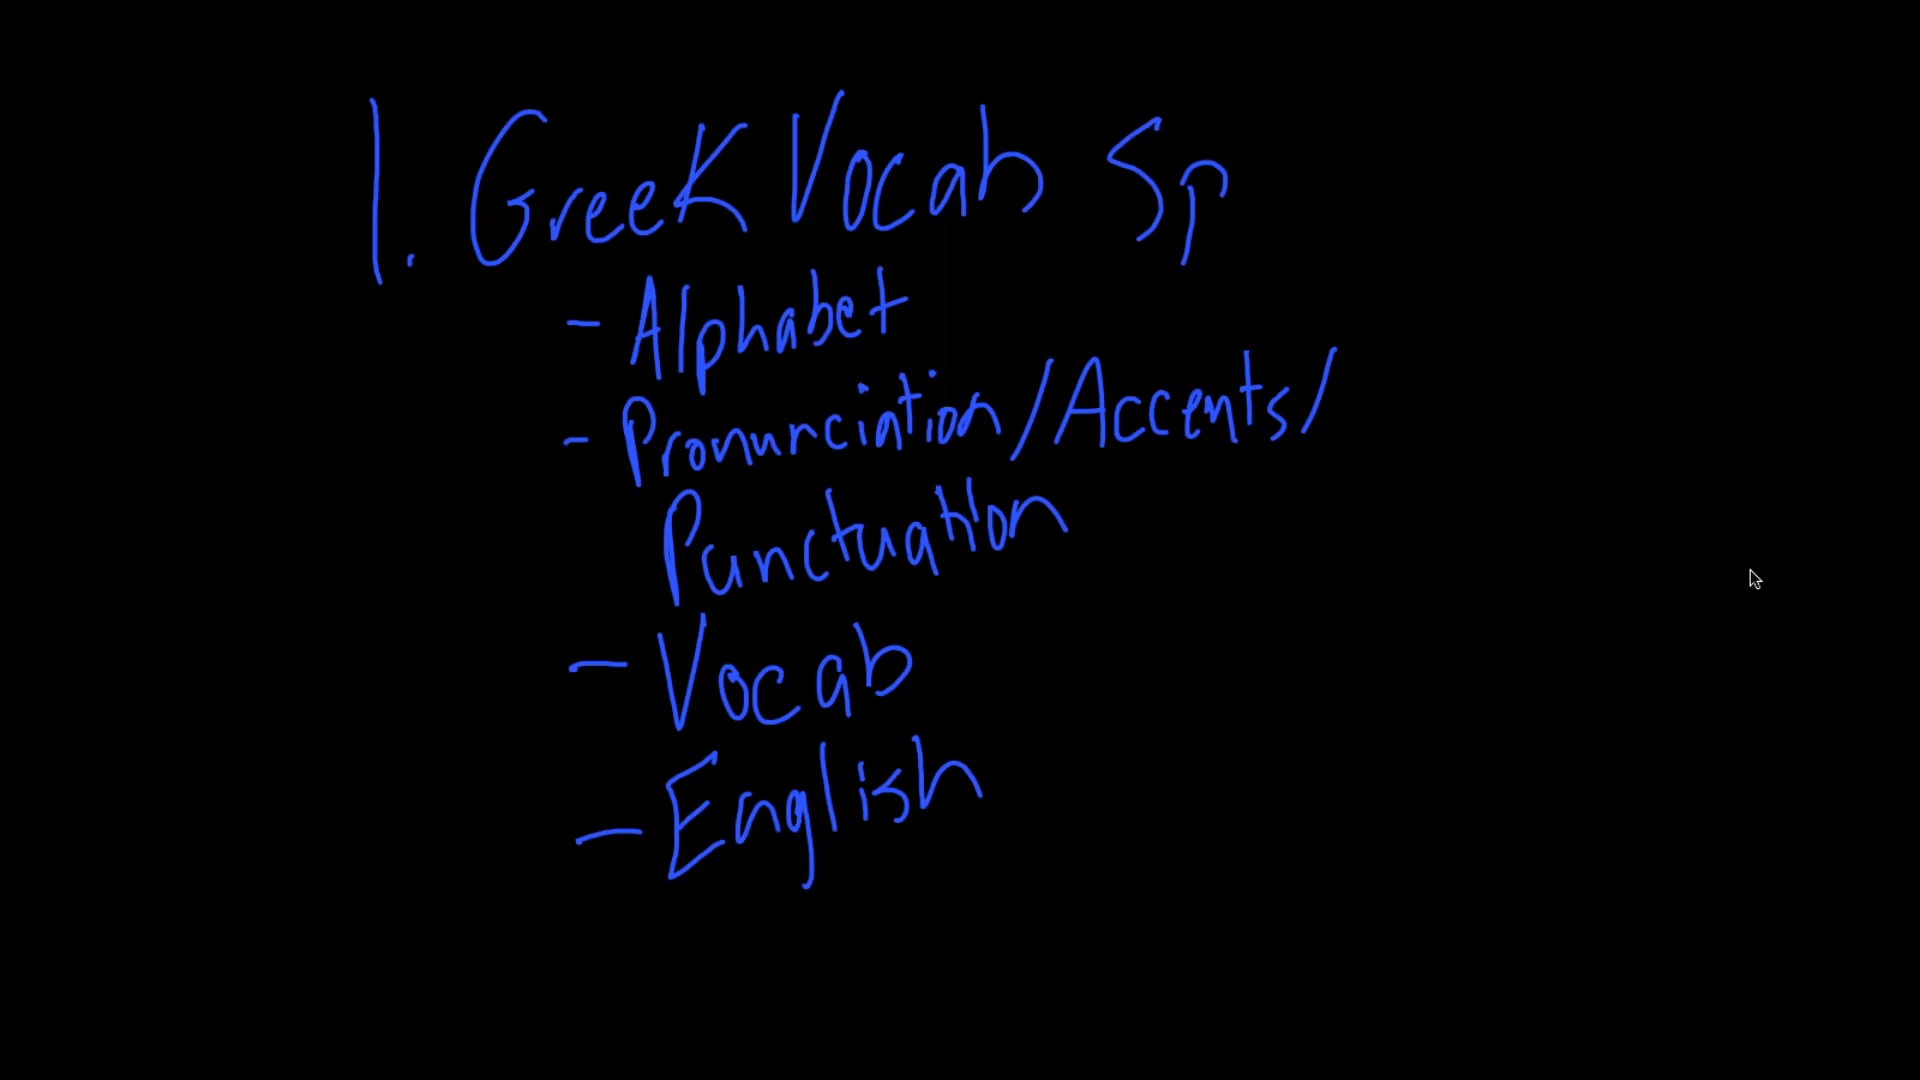 1. Greek Vocab Sp
- Alphabet
- Pronunciation/Accents/
Punctuation
- Vocab
- English